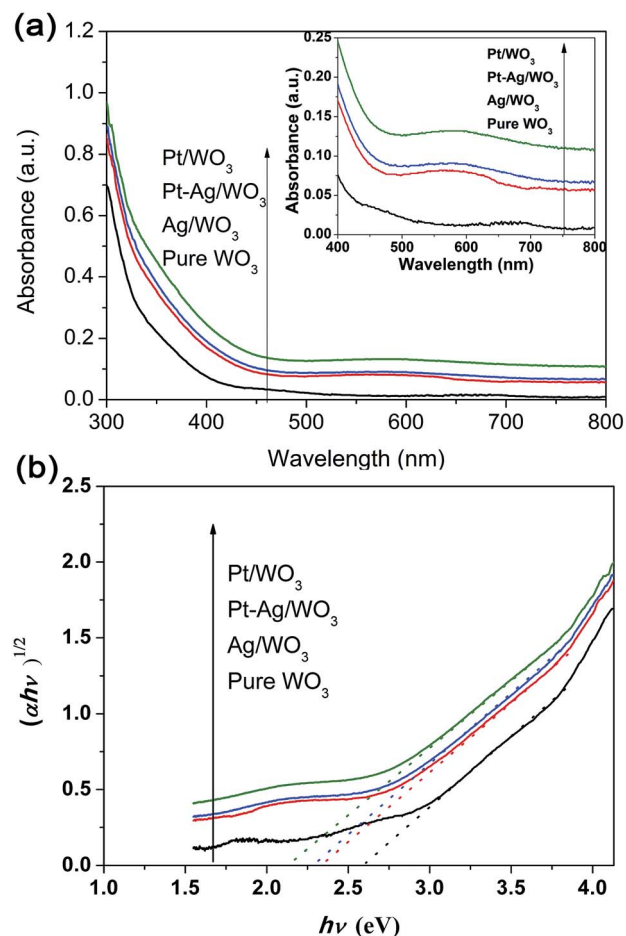 (a)
1.2
1.0
0.8
0.6
0.4
0.2
0.0
Absorbance (a.u.)
300 400 500 600 700 800
Wavelength (nm)
Pt/WO₃
Pt-Ag/WO₃
Ag/WO₃
Pure WO₃
0.25
0.20
0.15
0.10
0.05
0.00
Absorbance (a.u.)
400 500 600 700 800
Wavelength (nm)
Pt/WO₃
Pt-Ag/WO₃
Ag/WO₃
Pure WO₃
(b)
2.5
2.0
1.5
1.0
0.5
0.0
(αhν)¹/²
1.0 1.5 2.0 2.5 3.0 3.5 4.0
hν (eV)
Pt/WO₃
Pt-Ag/WO₃
Ag/WO₃
Pure WO₃